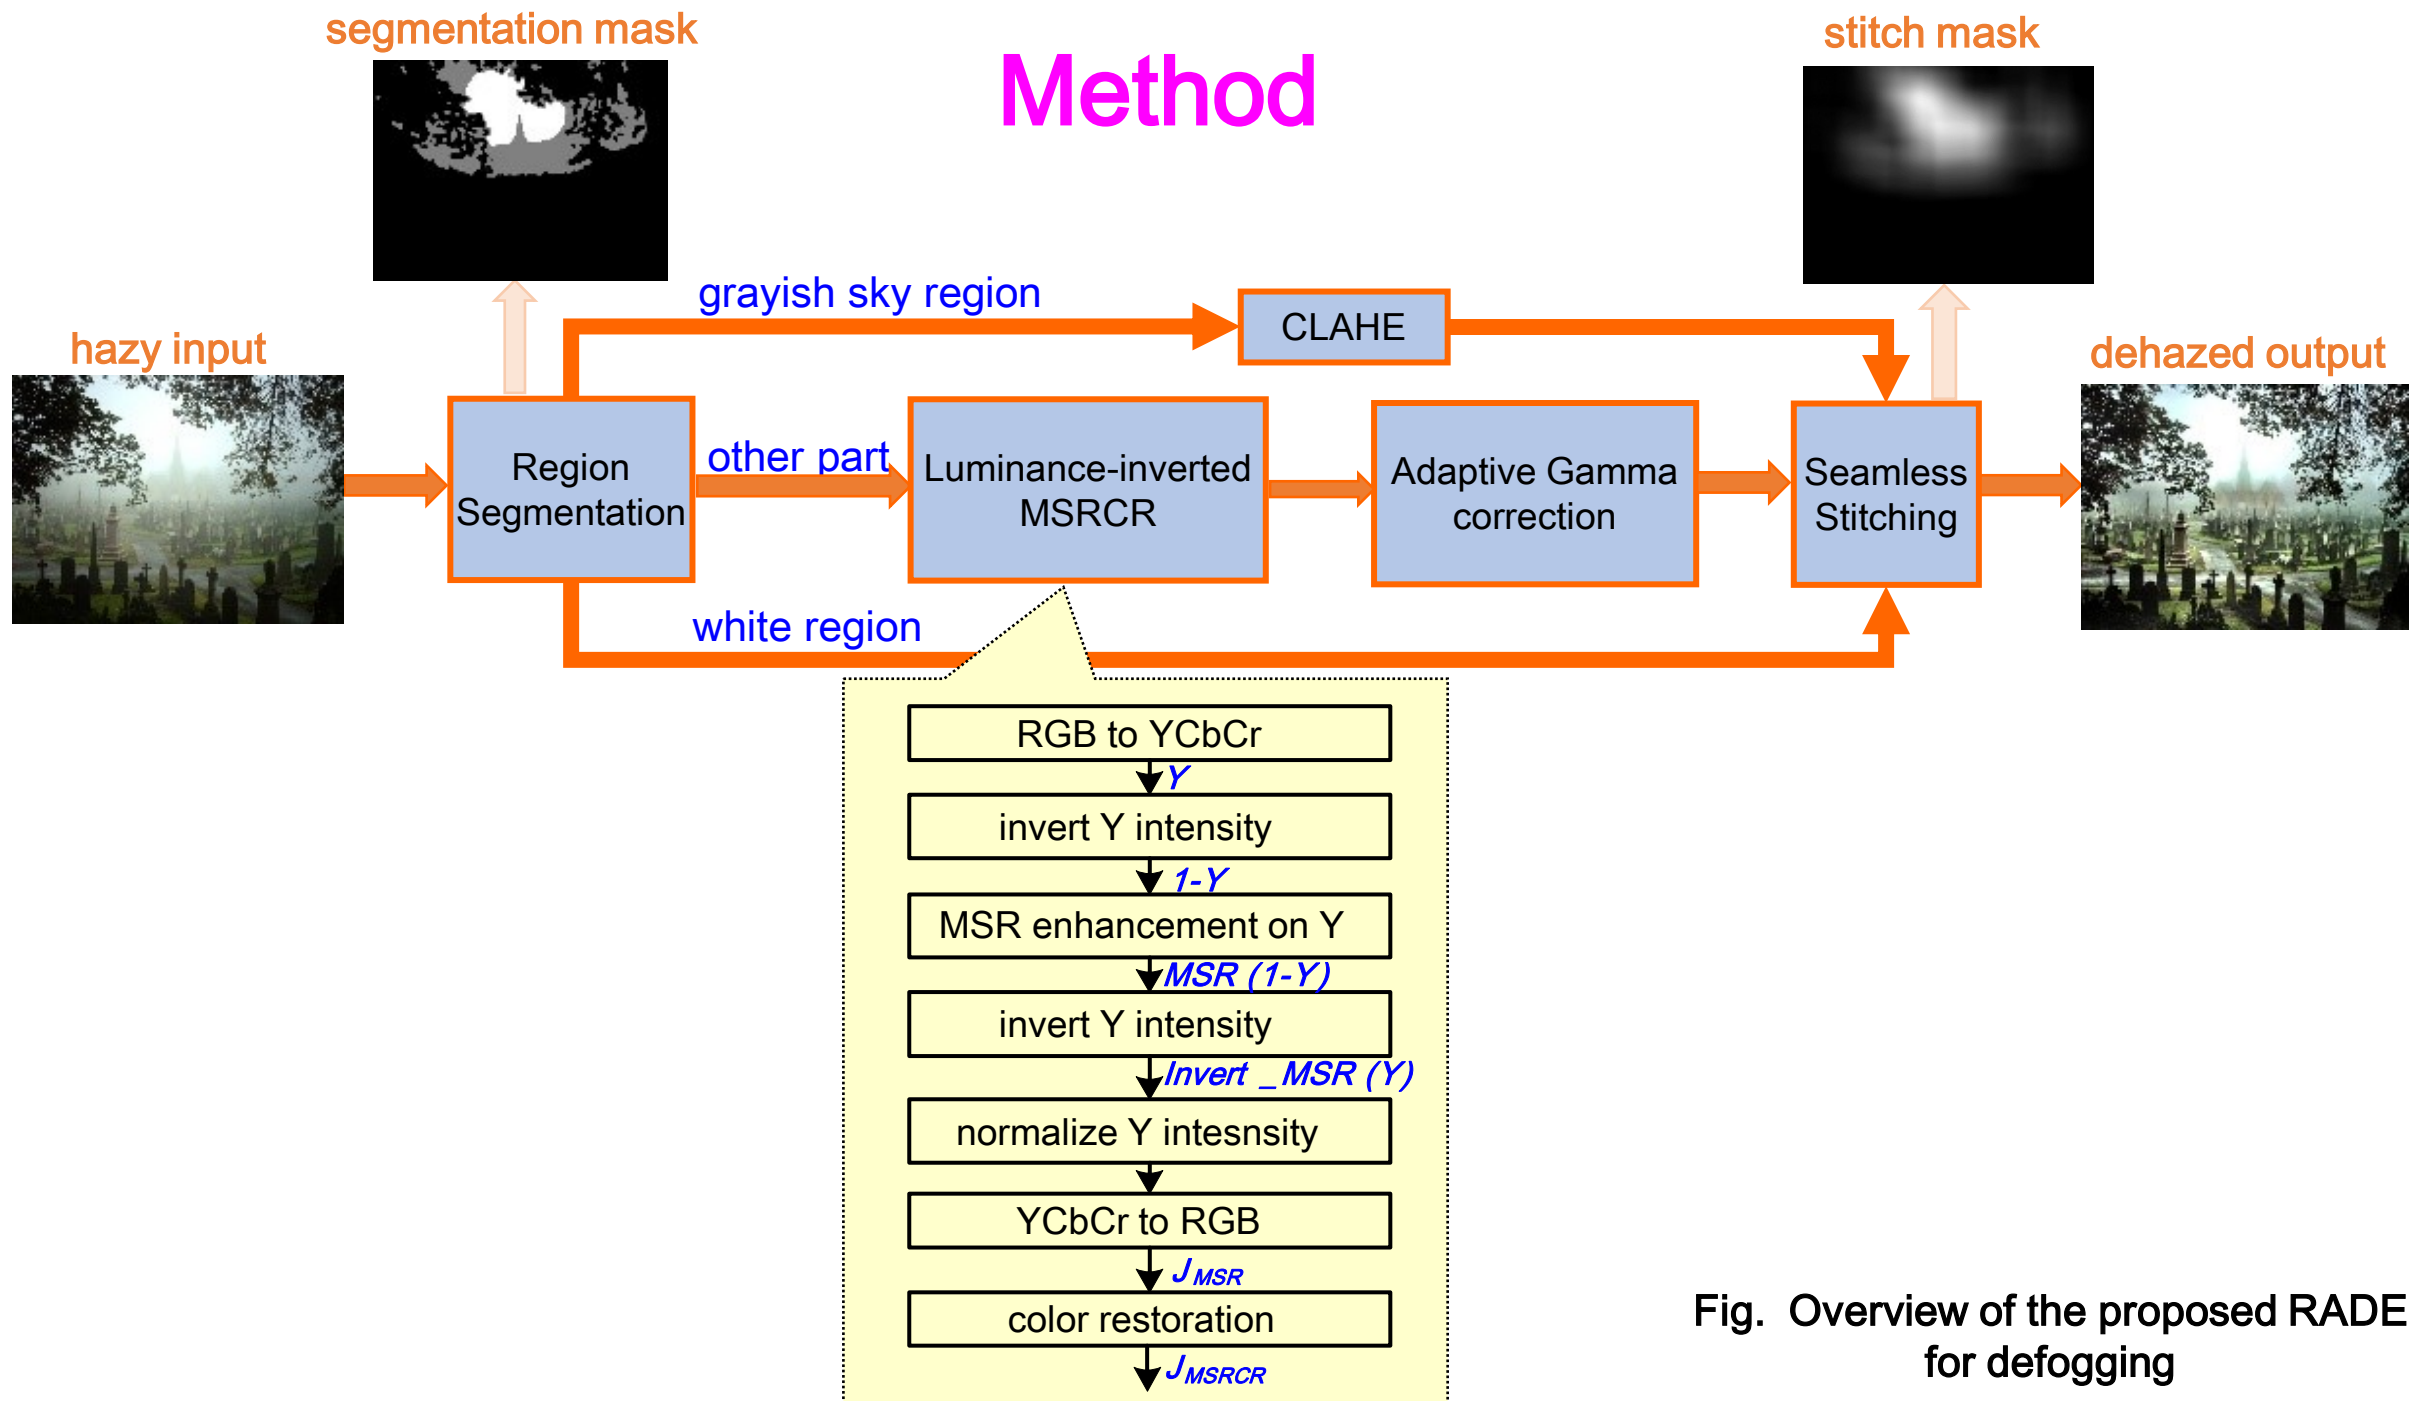 segmentation mask
Method
stitch mask
grayish sky region
CLAHE
hazy input
dehazed output
Region
Segmentation
other part
Luminance-inverted
MSRCR
Adaptive Gamma
correction
Seamless
Stitching
white region
RGB to YCbCr
Y
invert Y intensity
1-Y
MSR enhancement on Y
MSR (1-Y)
invert Y intensity
Invert _MSR (Y)
normalize Y intesnsity
YCbCr to RGB
J MSR
color restoration
J MSRCR
Fig. Overview of the proposed RADE
for defogging